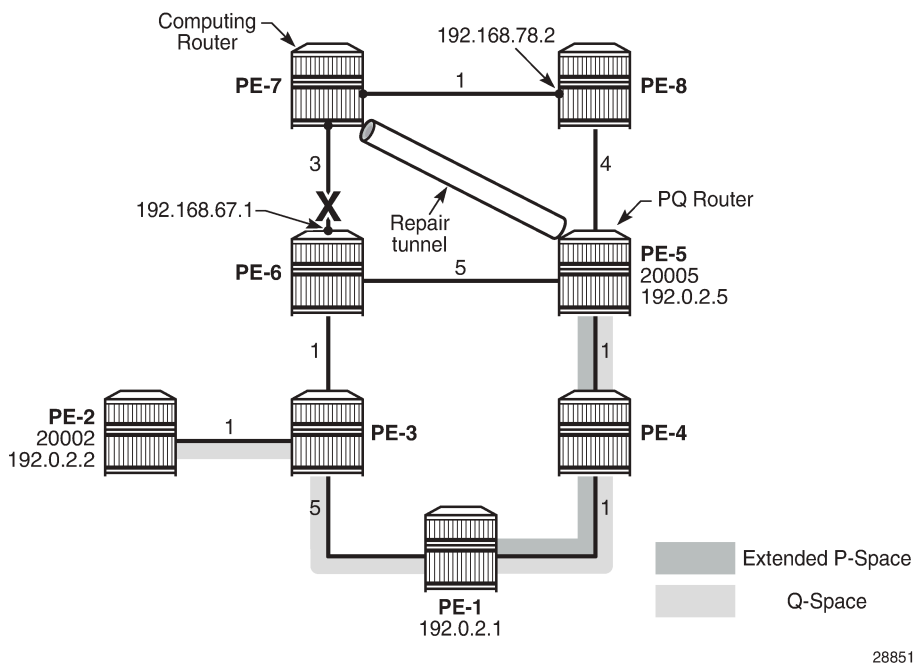 Computing
Router
192.168.78.2
PE-7
1
PE-8
3
4
X
192.168.67.1
Repair
tunnel
PQ Router
PE-6
5
PE-5
20005
192.0.2.5
1
1
PE-2
20002
192.0.2.2
1
PE-3
PE-4
5
1
PE-1
192.0.2.1
Extended P-Space
Q-Space
28851